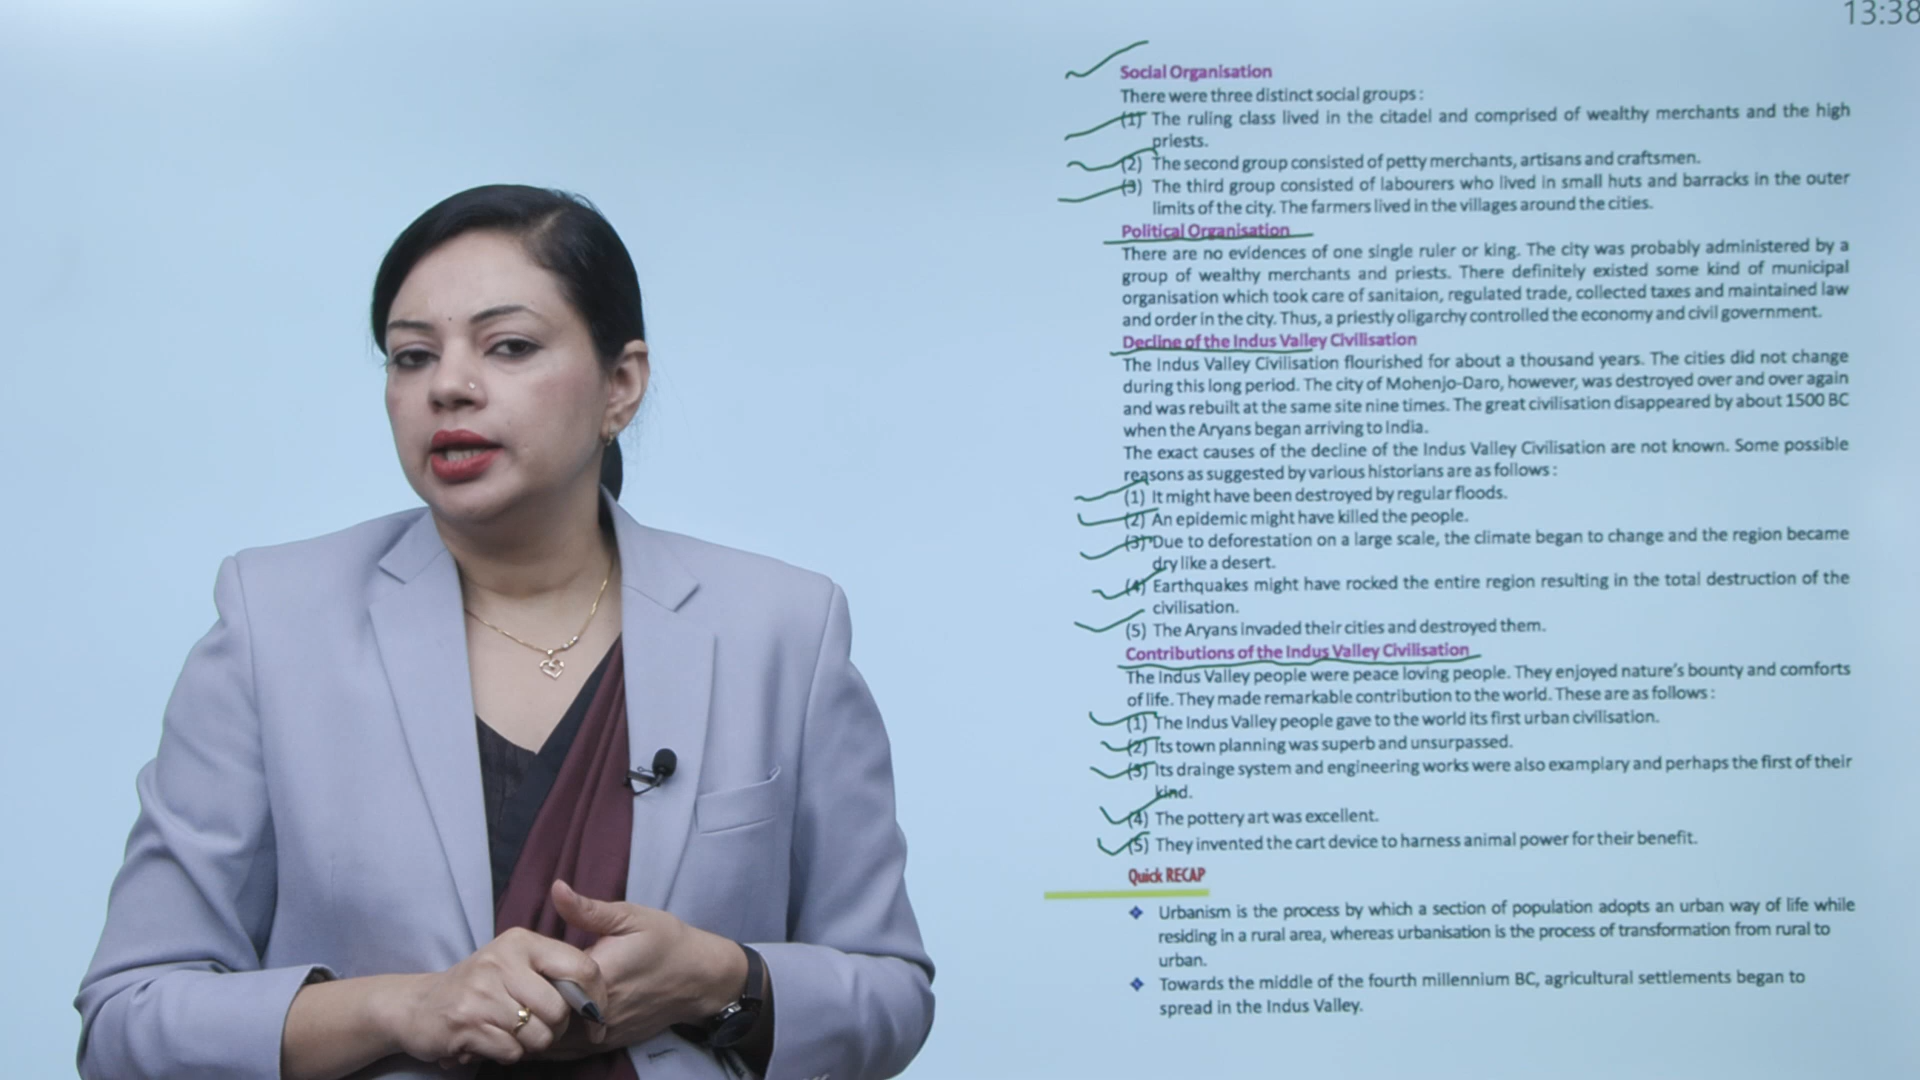 13:38
Social Organisation
There were three distinct social groups :
(1) The ruling class lived in the citadel and comprised of wealthy merchants and the high
priests.
(2) The second group consisted of petty merchants, artisans and craftsmen.
(3) The third group consisted of labourers who lived in small huts and barracks in the outer
limits of the city. The farmers lived in the villages around the cities.
Political Organisation
There are no evidences of one single ruler or king. The city was probably administered by a
group of wealthy merchants and priests. There definitely existed some kind of municipal
organisation which took care of sanitaion, regulated trade, collected taxes and maintained law
and order in the city. Thus, a priestly oligarchy controlled the economy and civil government.
Decline of the Indus Valley Civilisation
The Indus Valley Civilisation flourished for about a thousand years. The cities did not change
during this long period. The city of Mohenjo-Daro, however, was destroyed over and over again
and was rebuilt at the same site nine times. The great civilisation disappeared by about 1500 BC
when the Aryans began arriving to India.
The exact causes of the decline of the Indus Valley Civilisation are not known. Some possible
reasons as suggested by various historians are as follows :
(1) It might have been destroyed by regular floods.
(2) An epidemic might have killed the people.
(3) Due to deforestation on a large scale, the climate began to change and the region became
dry like a desert.
(4) Earthquakes might have rocked the entire region resulting in the total destruction of the
civilisation.
(5) The Aryans invaded their cities and destroyed them.
Contributions of the Indus Valley Civilisation
The Indus Valley people were peace loving people. They enjoyed nature's bounty and comforts
of life. They made remarkable contribution to the world. These are as follows :
(1) The Indus Valley people gave to the world its first urban civilisation.
(2) Its town planning was superb and unsurpassed.
(3) Its drainge system and engineering works were also examplary and perhaps the first of their
kind.
(4) The pottery art was excellent.
(5) They invented the cart device to harness animal power for their benefit.
Quick RECAP
❖ Urbanism is the process by which a section of population adopts an urban way of life while
residing in a rural area, whereas urbanisation is the process of transformation from rural to
urban.
❖ Towards the middle of the fourth millennium BC, agricultural settlements began to
spread in the Indus Valley.